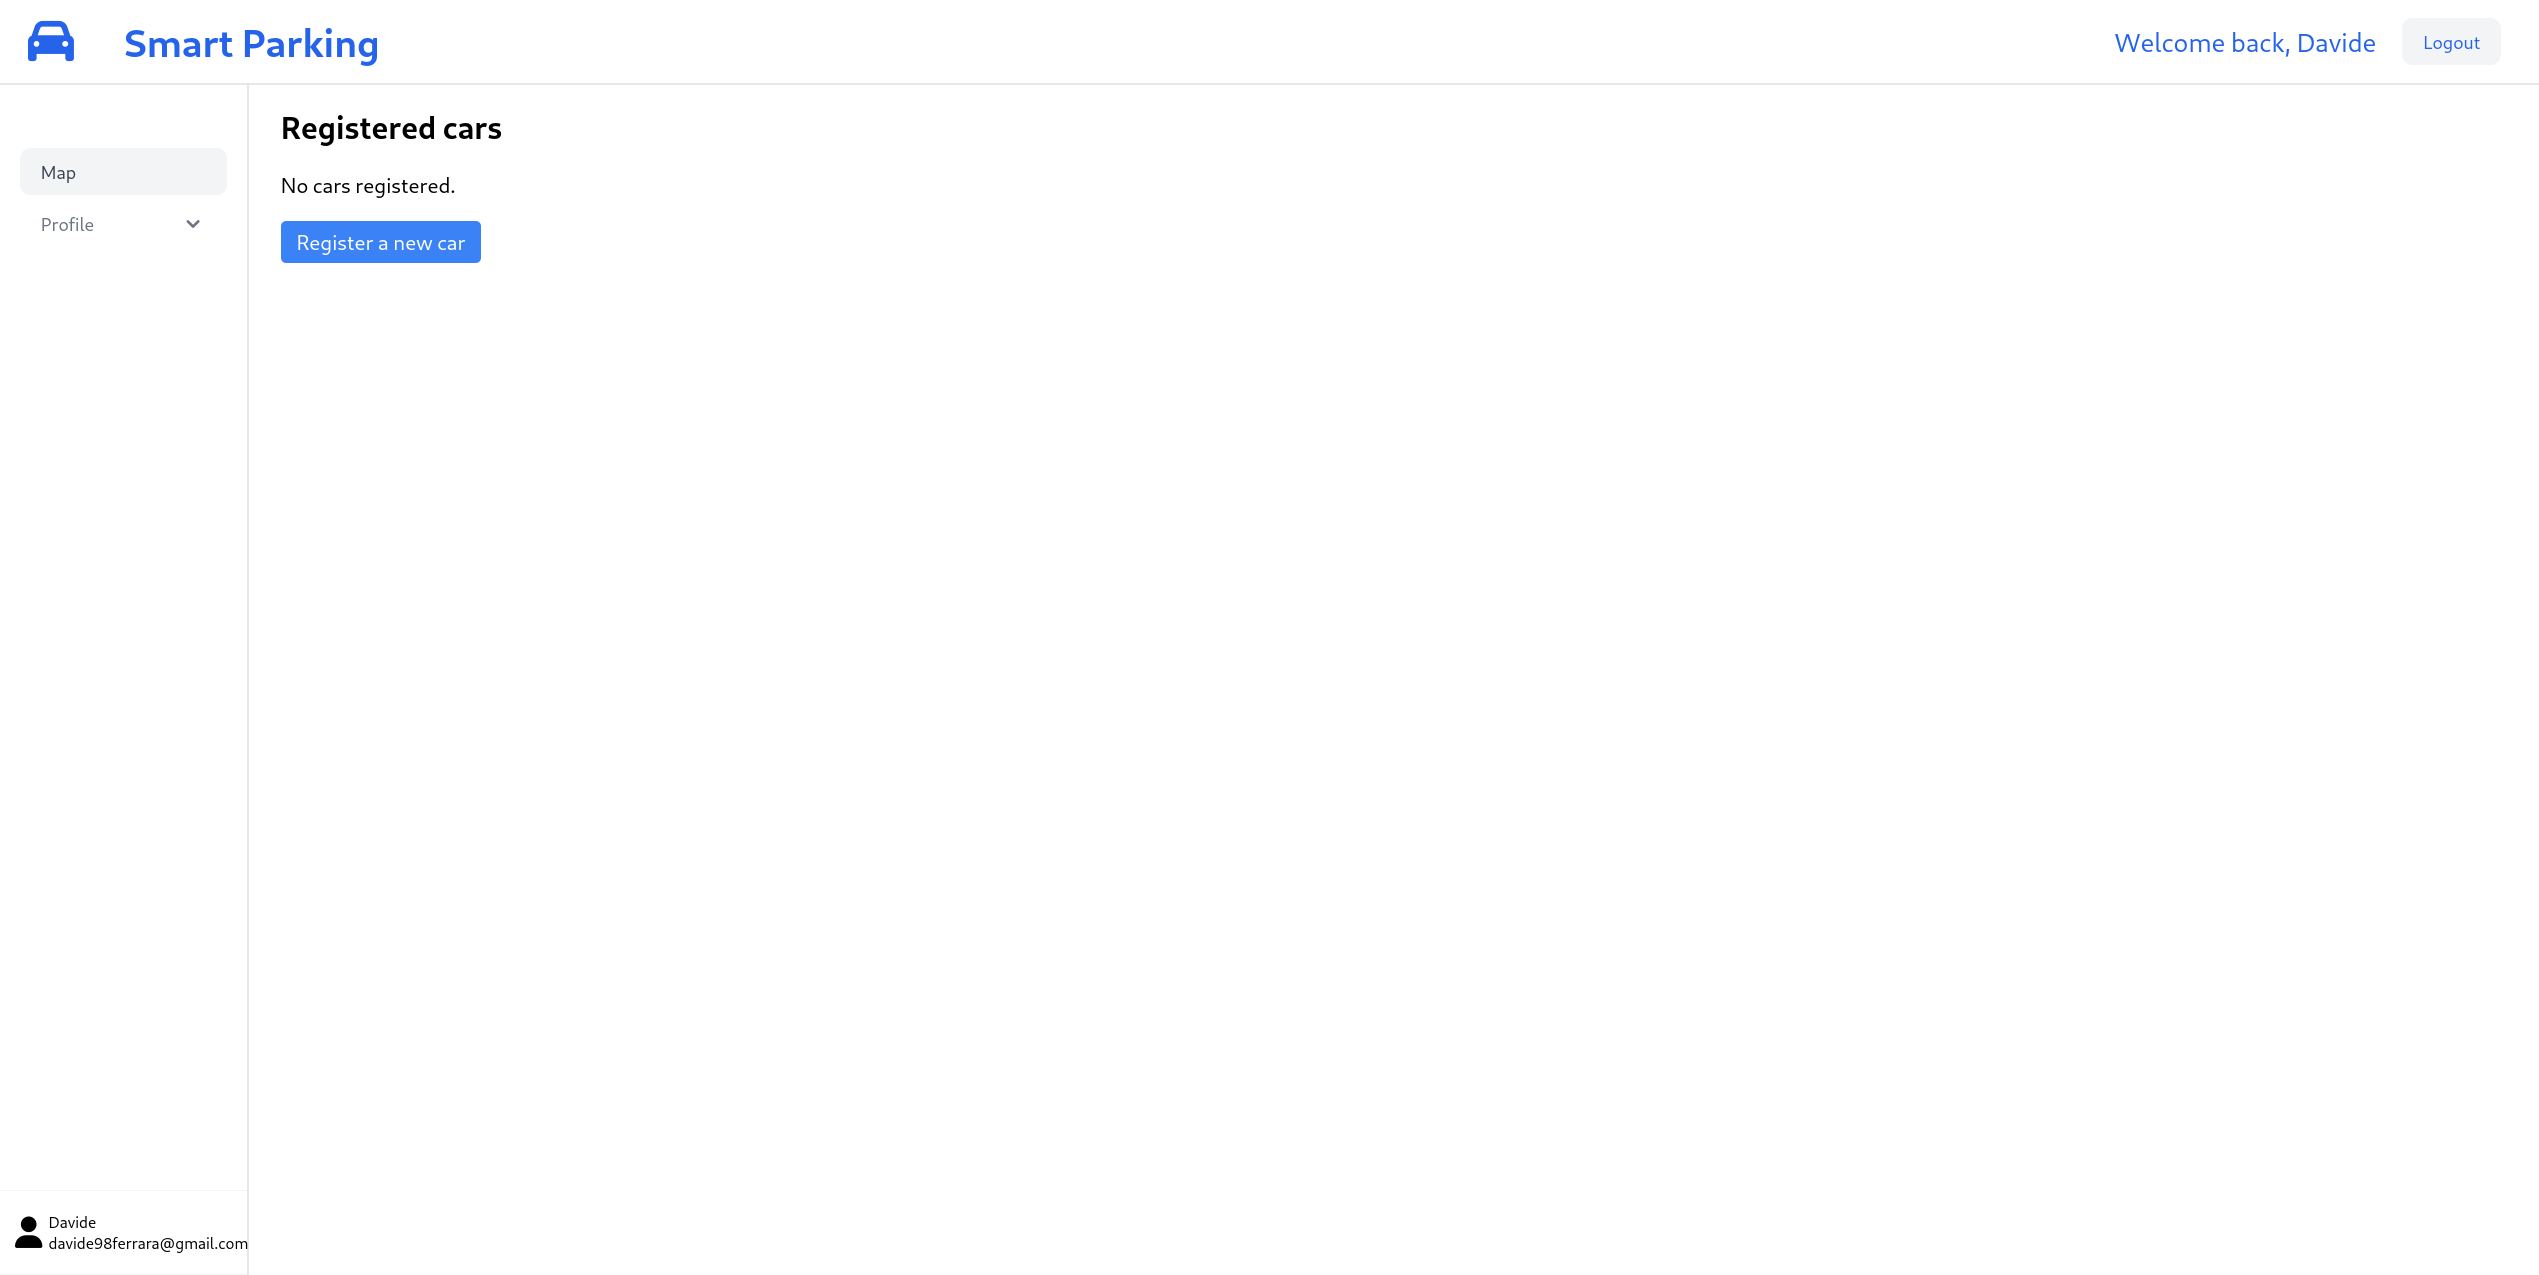 Smart Parking
Welcome back, Davide
Logout
Map
Profile
Registered cars
No cars registered.
Register a new car
Davide
davide98ferrara@gmail.com